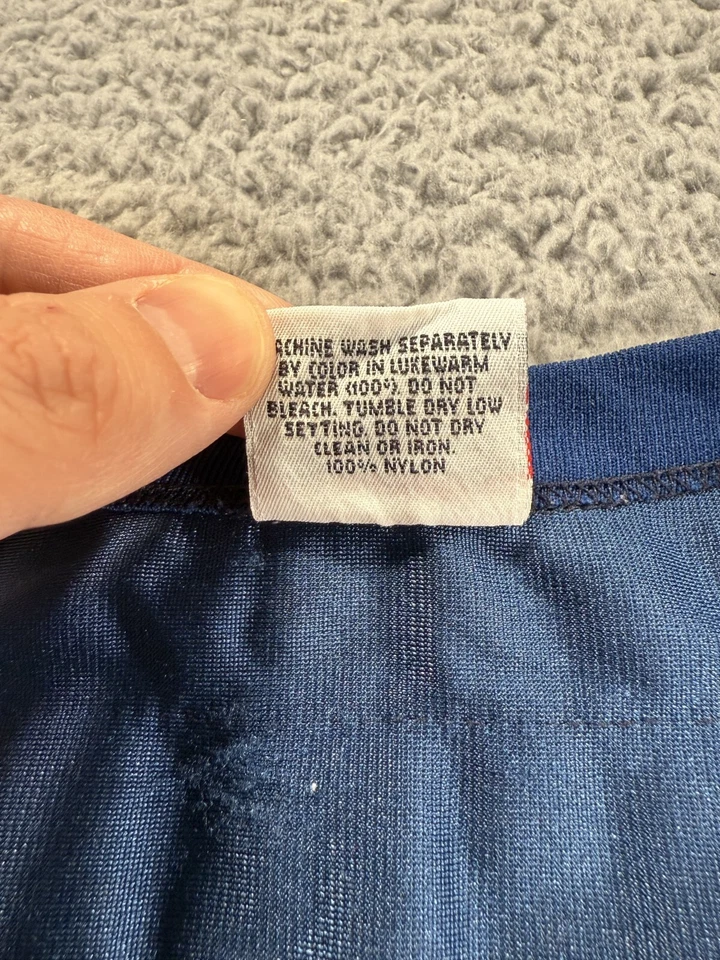 ACHINE WASH SEPARATELY
BY COLOR IN LUKEWARM
WATER (100°). DO NOT
BLEACH. TUMBLE DRY LOW
SETTING. DO NOT DRY
CLEAN OR IRON.
100% NYLON